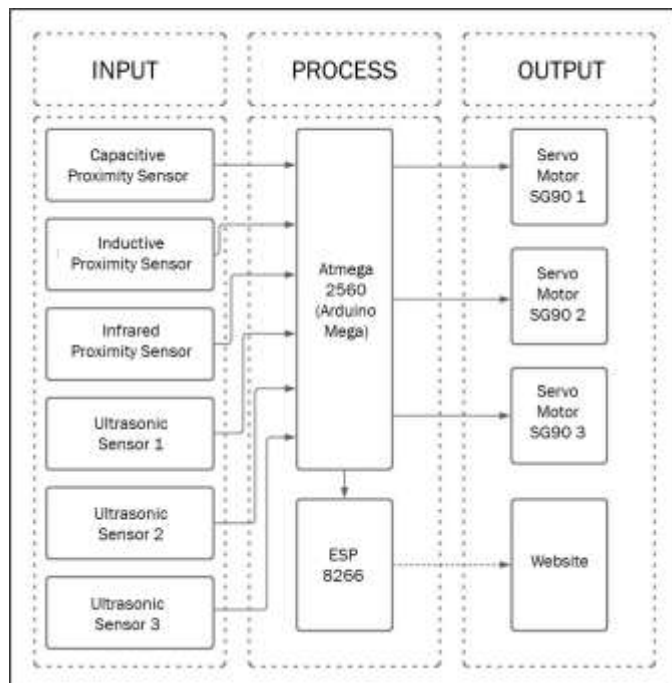 INPUT
PROCESS
OUTPUT
Capacitive
Proximity Sensor
Inductive
Proximity Sensor
Infrared
Proximity Sensor
Ultrasonic
Sensor 1
Ultrasonic
Sensor 2
Ultrasonic
Sensor 3
Atmega
2560
(Arduino
Mega)
ESP
8266
Servo
Motor
SG90 1
Servo
Motor
SG90 2
Servo
Motor
SG90 3
Website